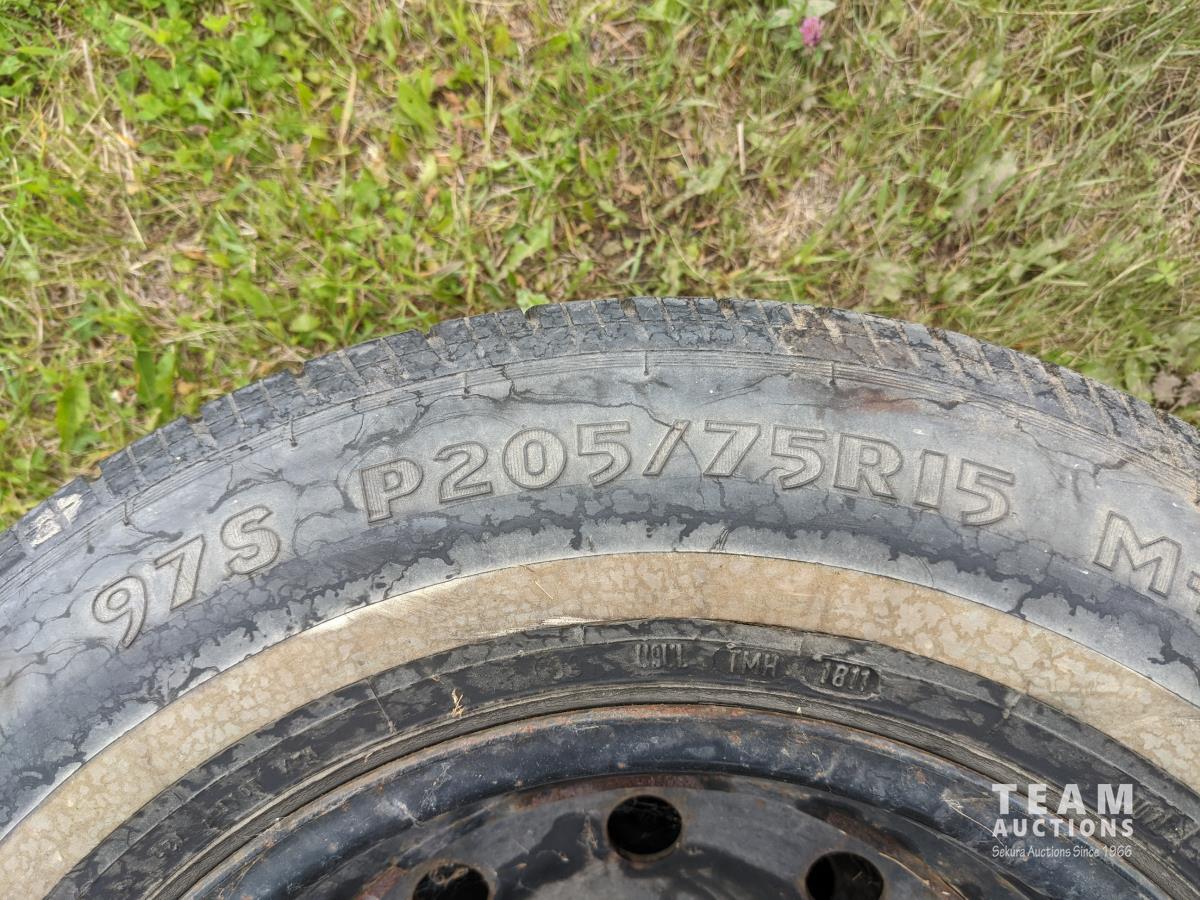 97S P205/75R15 M+
TMH 1811
TEAM
AUCTIONS
Sekura Auctions Since 1966